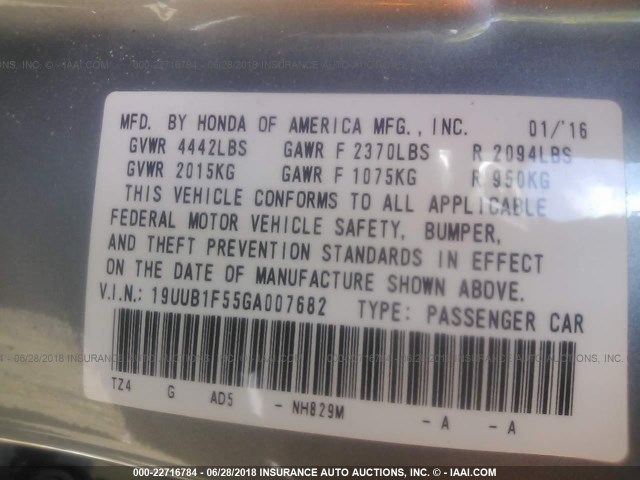 MFD. BY HONDA OF AMERICA MFG., INC. 01/'16
GVWR 4442LBS GAWR F 2370LBS R 2094LBS
GVWR 2015KG GAWR F 1075KG R 950KG
THIS VEHICLE CONFORMS TO ALL APPLICABLE
FEDERAL MOTOR VEHICLE SAFETY, BUMPER,
AND THEFT PREVENTION STANDARDS IN EFFECT
ON THE DATE OF MANUFACTURE SHOWN ABOVE.
V.I.N.: 19UUB1F55GA007682 TYPE: PASSENGER CAR
TZ4 G AD5 - NH829M - A - A
000-22716784 - 06/28/2018 INSURANCE AUTO AUCTIONS, INC. - © - IAAI.COM